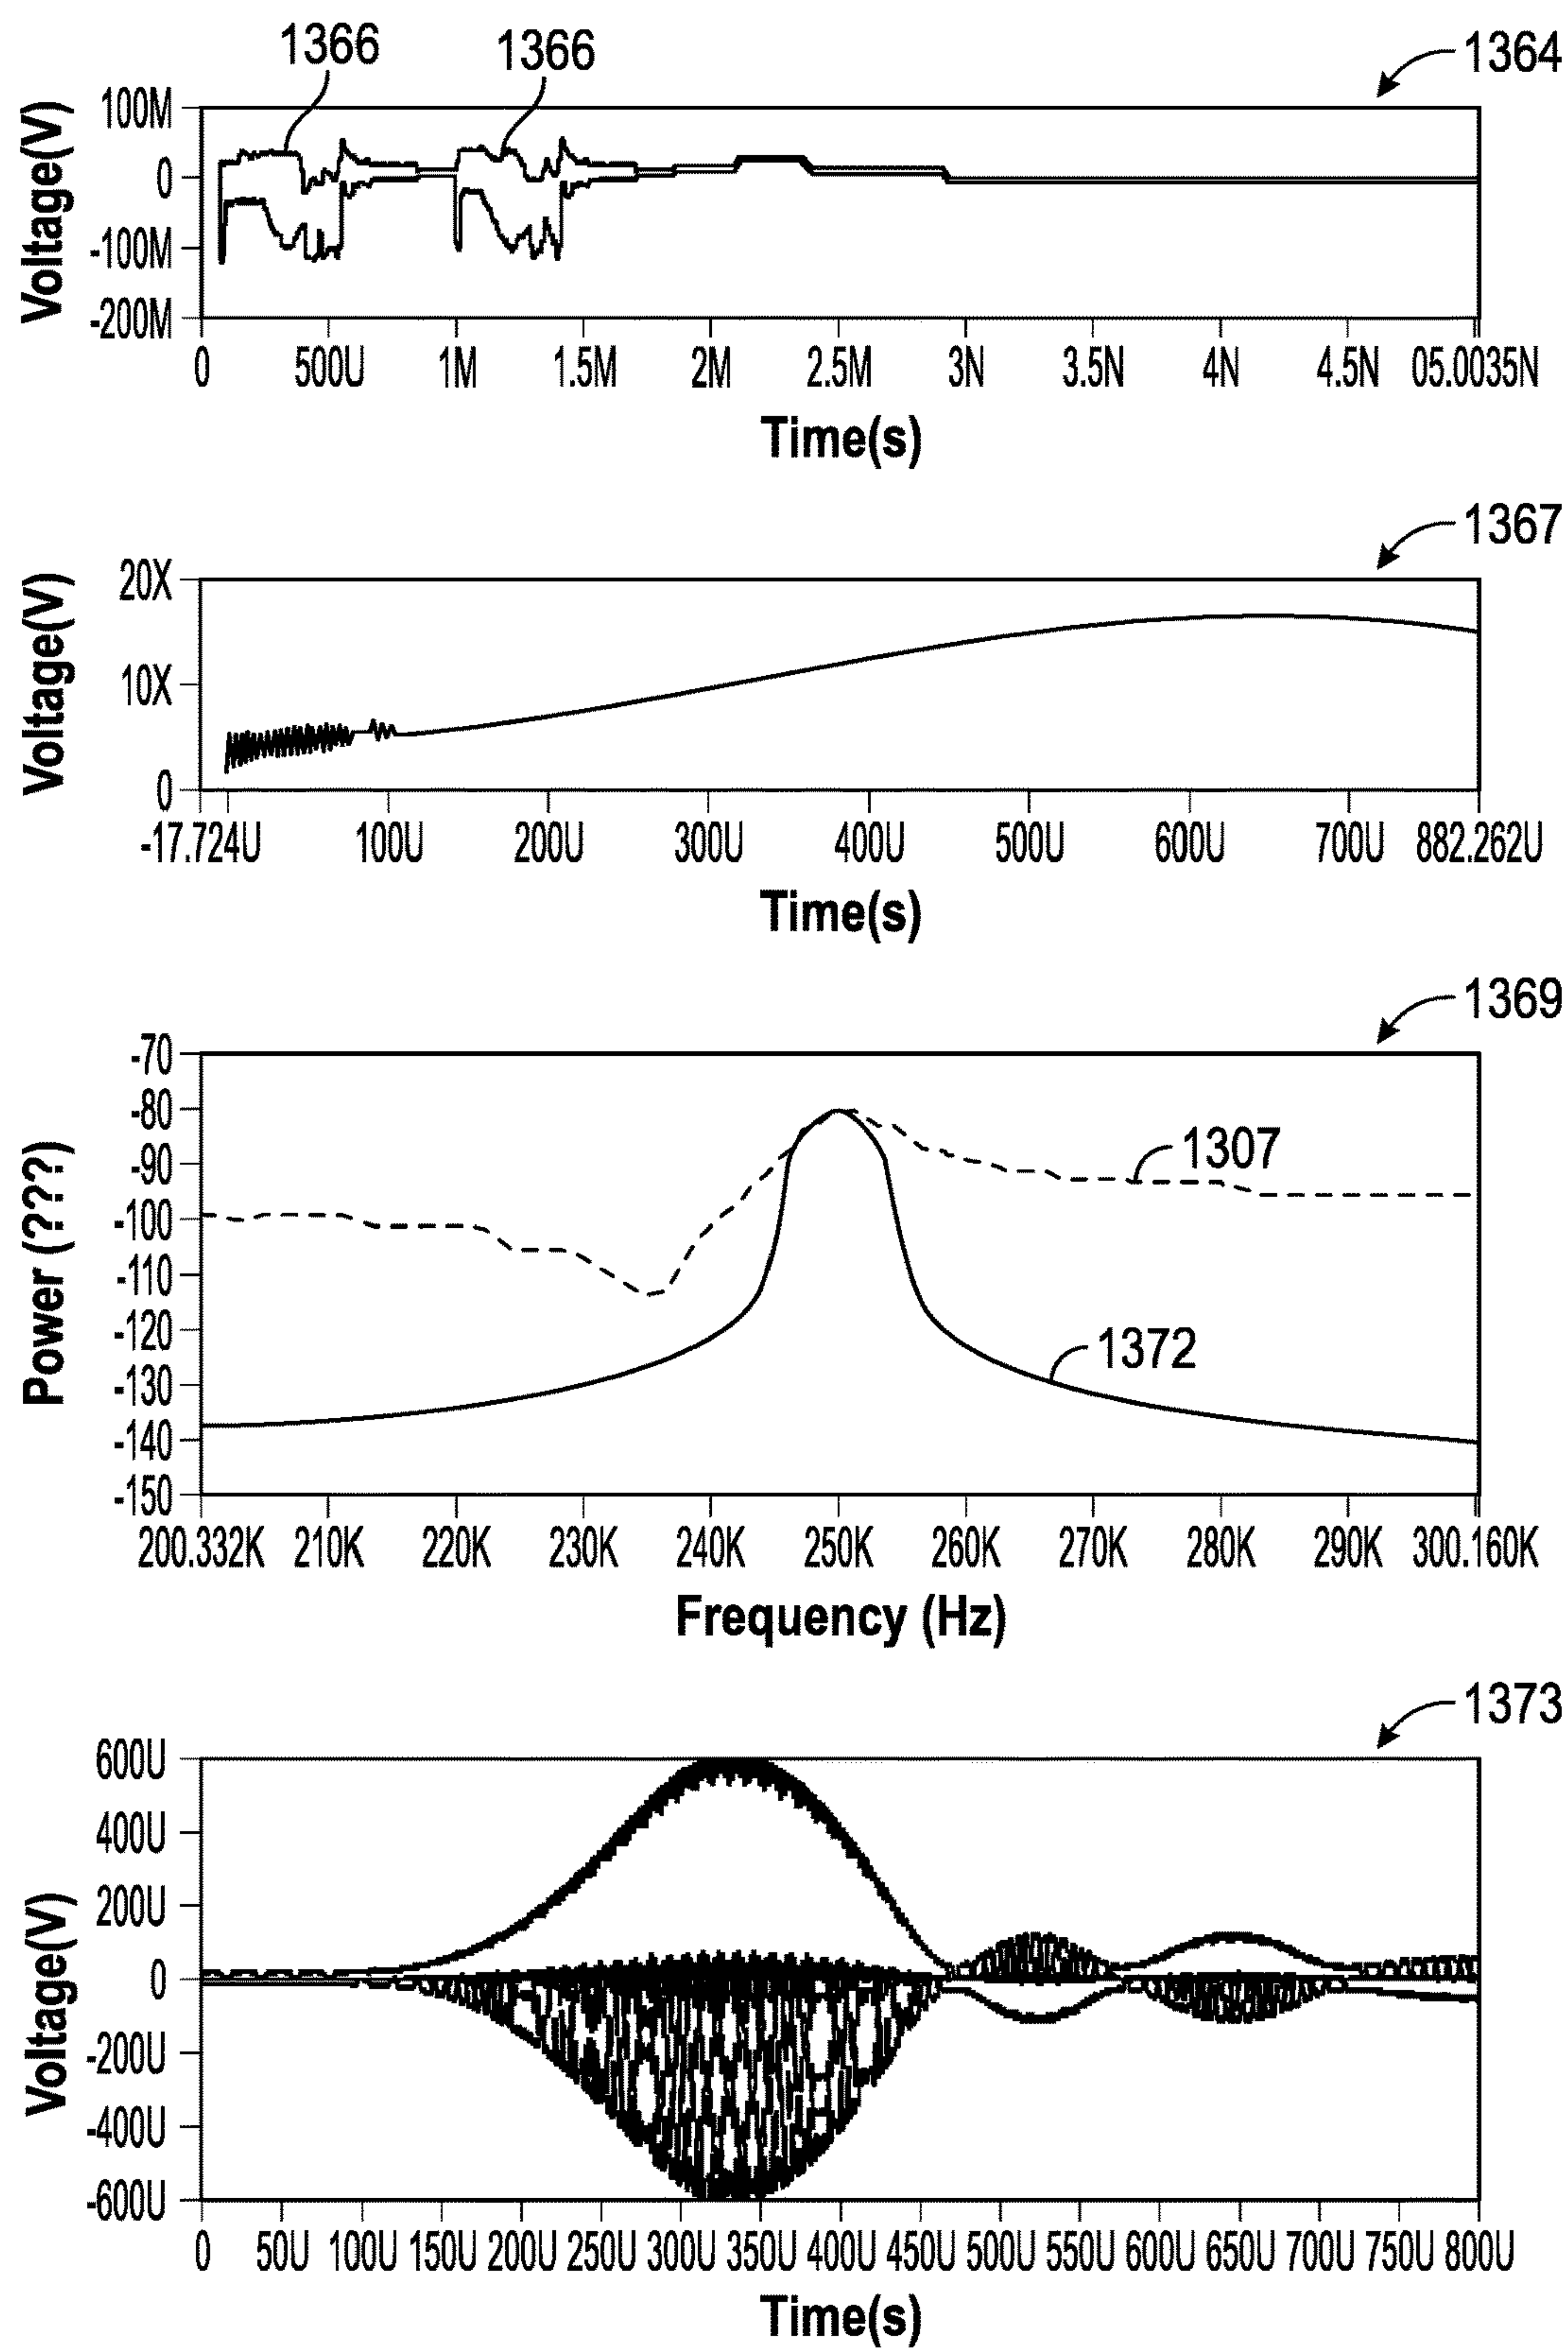 1366
1366
1364
Voltage(V)
100M
0
-100M
-200M
0 500U 1M 1.5M 2M 2.5M 3N 3.5N 4N 4.5N 05.0035N
Time(s)
1367
Voltage(V)
20X
10X
0
-17.724U 100U 200U 300U 400U 500U 600U 700U 882.262U
Time(s)
1369
Power (???)
-70
-80
-90
-100
-110
-120
-130
-140
-150
1307
1372
200.332K 210K 220K 230K 240K 250K 260K 270K 280K 290K 300.160K
Frequency (Hz)
1373
Voltage(V)
600U
400U
200U
0
-200U
-400U
-600U
0 50U 100U 150U 200U 250U 300U 350U 400U 450U 500U 550U 600U 650U 700U 750U 800U
Time(s)